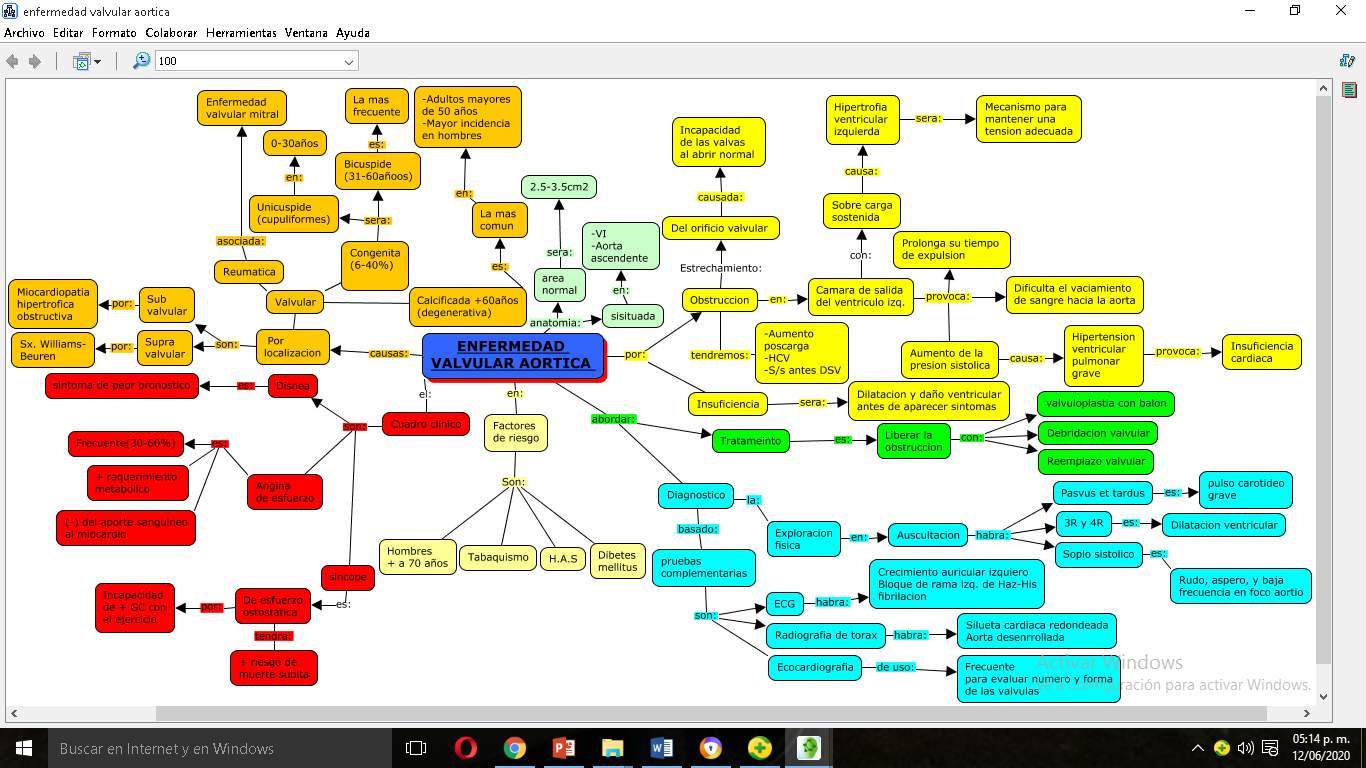 enfermedad valvular aortica
Archivo Editar Formato Colaborar Herramientas Ventana Ayuda
100
Enfermedad
valvular mitral
La mas
frecuente
-Adultos mayores
de 50 años
-Mayor incidencia
en hombres
0-30años
es:
Bicuspide
(31-60añoos)
en:
en:
Unicuspide
(cupuliformes)
sera:
La mas
comun
asociada:
Congenita
(6-40%)
es:
Reumatica
Valvular
Calcificada +60años
(degenerativa)
Miocardiopatia
hipertrofica
obstructiva
por:
Sub
valvular
Sx. Williams-
Beuren
por:
Supra
valvular
son:
Por
localizacion
causas:
2.5-3.5cm2
-VI
-Aorta
ascendente
sera:
area
normal
en:
anatomia:
sisituada
ENFERMEDAD
VALVULAR AORTICA
por:
Incapacidad
de las valvas
al abrir normal
causada:
Del orificio valvular
Estrechamiento:
Obstruccion
en:
Camara de salida
del ventriculo izq.
con:
Sobre carga
sostenida
causa:
Hipertrofia
ventricular
izquierda
sera:
Mecanismo para
mantener una
tension adecuada
Prolonga su tiempo
de expulsion
provoca:
Dificulta el vaciamiento
de sangre hacia la aorta
Aumento de la
presion sistolica
causa:
Hipertension
ventricular
pulmonar
grave
provoca:
Insuficiencia
cardiaca
tendremos:
-Aumento
poscarga
-HCV
-S/s antes DSV
Insuficiencia
sera:
Dilatacion y daño ventricular
antes de aparecer sintomas
sintoma de peor pronostico
es:
Disnea
el:
Cuadro clinico
son:
Frecuente(30-60%)
es:
+ requerimiento
metabolico
(-) del aporte sanguineo
al miocardio
Angina
de esfuerzo
sincope
es:
De esfuerzo
ostostatica
por:
Incapacidad
de + GC con
el ejercicio
tendra:
+ riesgo de
muerte subita
en:
Factores
de riesgo
Son:
Hombres
+ a 70 años
Tabaquismo
H.A.S
Dibetes
mellitus
abordar:
Tratameinto
es:
Liberar la
obstruccion
con:
valvuloplastia con balon
Debridacion valvular
Reemplazo valvular
Diagnostico
la:
Exploracion
fisica
en:
Auscultacion
habra:
Pasvus et tardus
es:
pulso carotideo
grave
3R y 4R
es:
Dilatacion ventricular
Soplo sistolico
es:
Rudo, aspero, y baja
frecuencia en foco aortio
basado:
pruebas
complementarias
son:
ECG
habra:
Crecimiento auricular izquiero
Bloque de rama izq. de Haz-His
fibrilacion
Radiografia de torax
habra:
Silueta cardiaca redondeada
Aorta desenrrollada
Ecocardiografia
de uso:
Frecuente
para evaluar numero y forma
de las valvulas
Activar Windows
configuración para activar Windows.
Buscar en Internet y en Windows
05:14 p. m.
12/06/2020